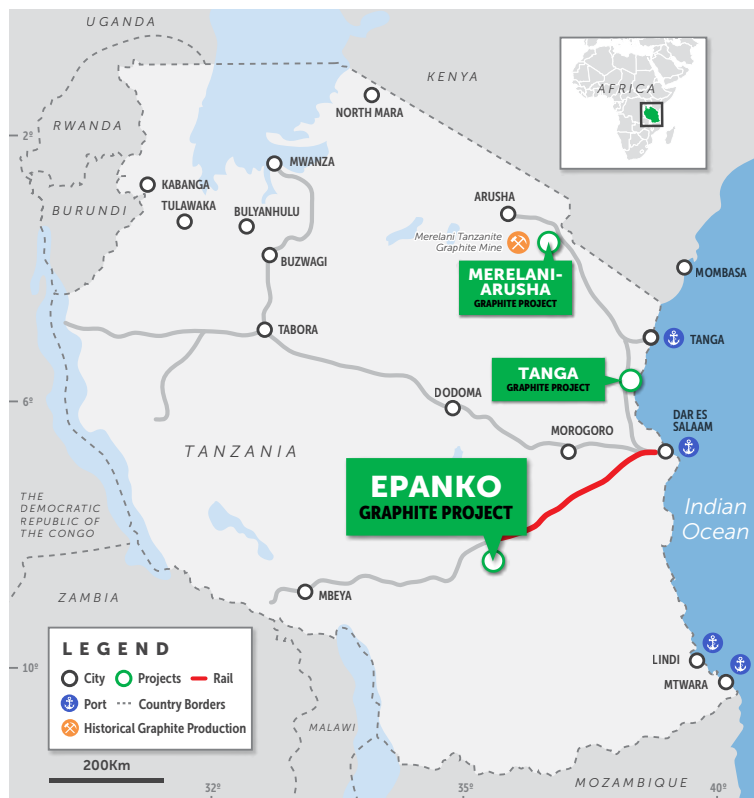 UGANDA
KENYA
AFRICA
NORTH MARA
2º
RWANDA
MWANZA
KABANGA
TULAWAKA
BULYANHULU
ARUSHA
BURUNDI
Merelani Tanzanite
Graphite Mine
BUZWAGI
MERELANI-
ARUSHA
GRAPHITE PROJECT
MOMBASA
TABORA
TANGA
TANGA
GRAPHITE PROJECT
6º
DODOMA
DAR ES
SALAAM
MOROGORO
TANZANIA
EPANKO
GRAPHITE PROJECT
THE
DEMOCRATIC
REPUBLIC OF
THE CONGO
Indian
Ocean
ZAMBIA
MBEYA
LEGEND
City
Projects
Rail
Port
Country Borders
Historical Graphite Production
10º
LINDI
MTWARA
MALAWI
200Km
MOZAMBIQUE
32º
35º
40º